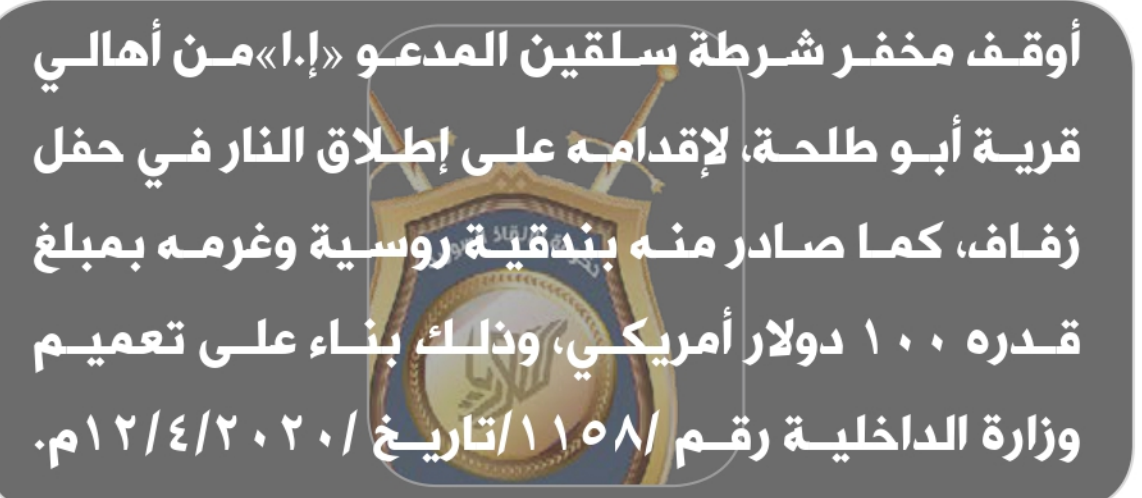 أوقف مخفر شرطة سلقين المدعو «إ.ا»من أهالي
قرية أبو طلحة، لإقدامه على إطلاق النار في حفل
زفاف، كما صادر منه بندقية روسية وغرمه بمبلغ
قدره ١٠٠ دولار أمريكي، وذلك بناء على تعميم
وزارة الداخلية رقم /١١٥٨/تاريخ /١٢/٤/٢٠٢٠م.